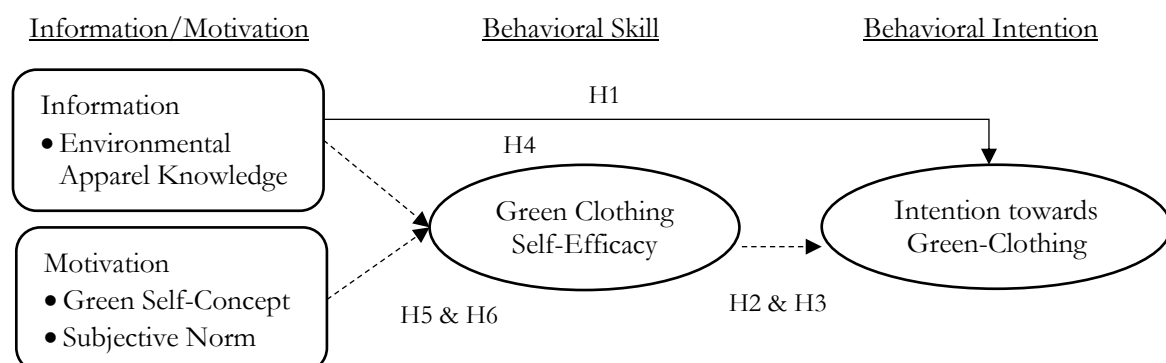 Information/Motivation
Behavioral Skill
Behavioral Intention
Information
• Environmental
Apparel Knowledge
H1
H4
Green Clothing
Self-Efficacy
Intention towards
Green-Clothing
Motivation
• Green Self-Concept
• Subjective Norm
H5 & H6
H2 & H3